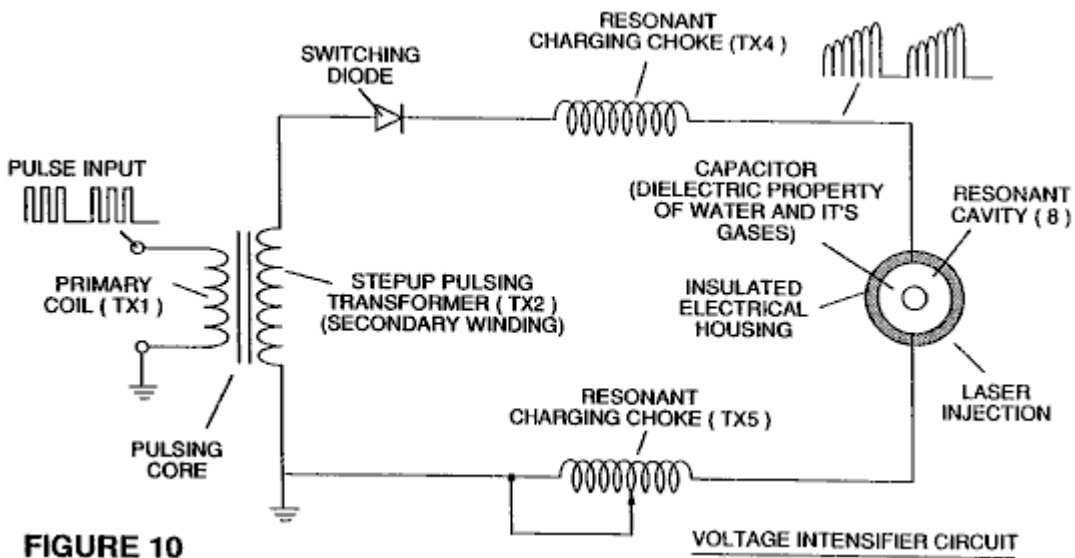 RESONANT
CHARGING CHOKE (TX4)
SWITCHING
DIODE
PULSE INPUT
CAPACITOR
(DIELECTRIC PROPERTY
OF WATER AND IT'S
GASES)
RESONANT
CAVITY ( 8 )
PRIMARY
COIL ( TX1 )
STEPUP PULSING
TRANSFORMER ( TX2 )
(SECONDARY WINDING)
INSULATED
ELECTRICAL
HOUSING
RESONANT
CHARGING CHOKE ( TX5 )
LASER
INJECTION
PULSING
CORE
FIGURE 10
VOLTAGE INTENSIFIER CIRCUIT